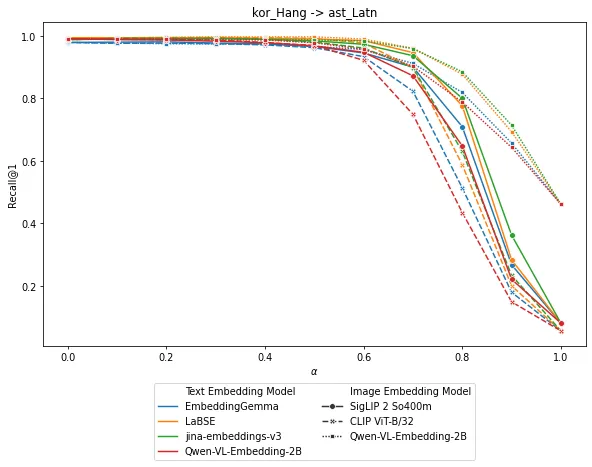 kor_Hang -> ast_Latn
1.0
0.8
0.6
0.4
0.2
Recall@1
0.0 0.2 0.4 0.6 0.8 1.0
α
Text Embedding Model Image Embedding Model
EmbeddingGemma SigLIP 2 So400m
LaBSE CLIP ViT-B/32
jina-embeddings-v3 Qwen-VL-Embedding-2B
Qwen-VL-Embedding-2B